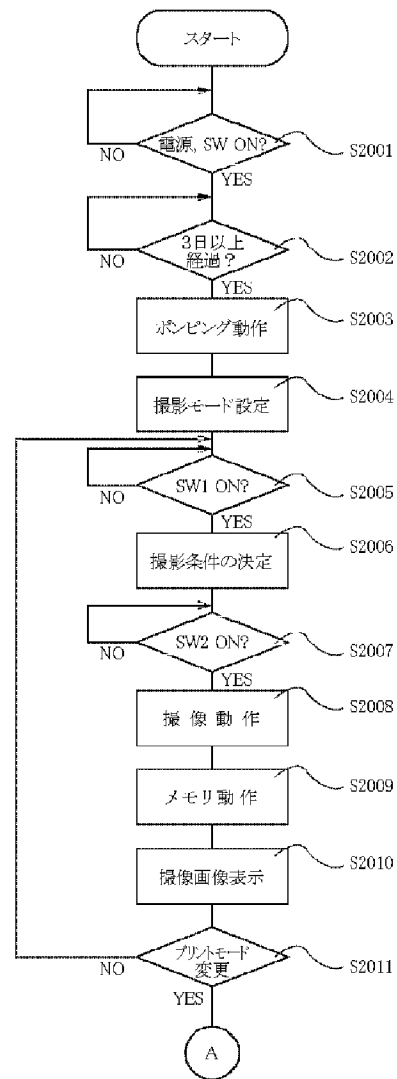 スタート
電源, SW ON?
NO
S2001
YES
3日以上
経過?
NO
S2002
YES
ポンピング動作
S2003
撮影モード設定
S2004
SW1 ON?
NO
S2005
YES
撮影条件の決定
S2006
SW2 ON?
NO
S2007
YES
撮像動作
S2008
メモリ動作
S2009
撮像画像表示
S2010
プリントモード
変更
NO
S2011
YES
A